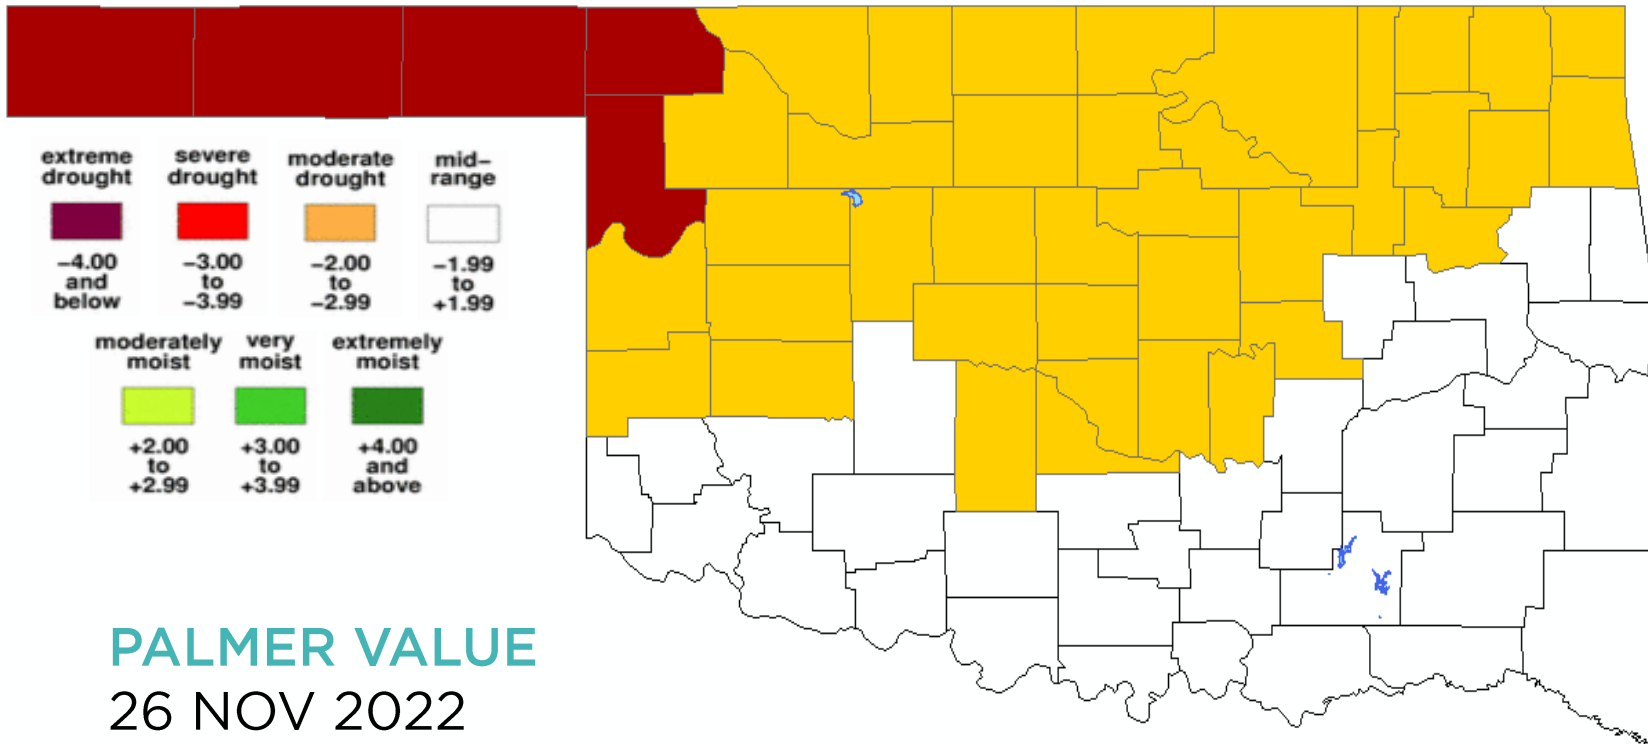 extreme drought
−4.00 and below
severe drought
−3.00 to −3.99
moderate drought
−2.00 to −2.99
mid− range
−1.99 to +1.99
moderately moist
+2.00 to +2.99
very moist
+3.00 to +3.99
extremely moist
+4.00 and above
PALMER VALUE
26 NOV 2022